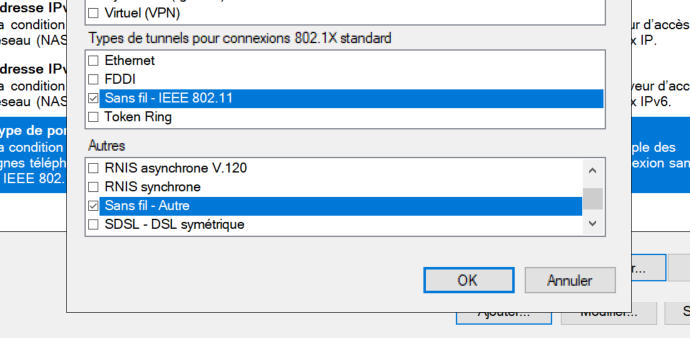 dresse IPv
a condition
eseau (NAS
dresse IPv
a condition
eseau (NAS
ype de por
a condition
gnes téléph
IEEE 802.
Virtuel (VPN)
Types de tunnels pour connexions 802.1X standard
Ethernet
FDDI
Sans fil - IEEE 802.11
Token Ring
Autres
RNIS asynchrone V.120
RNIS synchrone
Sans fil - Autre
SDSL - DSL symétrique
OK
Annuler
ur d'accès
x IP.
veur d'acc
x IPv6.
ple des
exion san
r...
Ajouter...
Modifier...
S